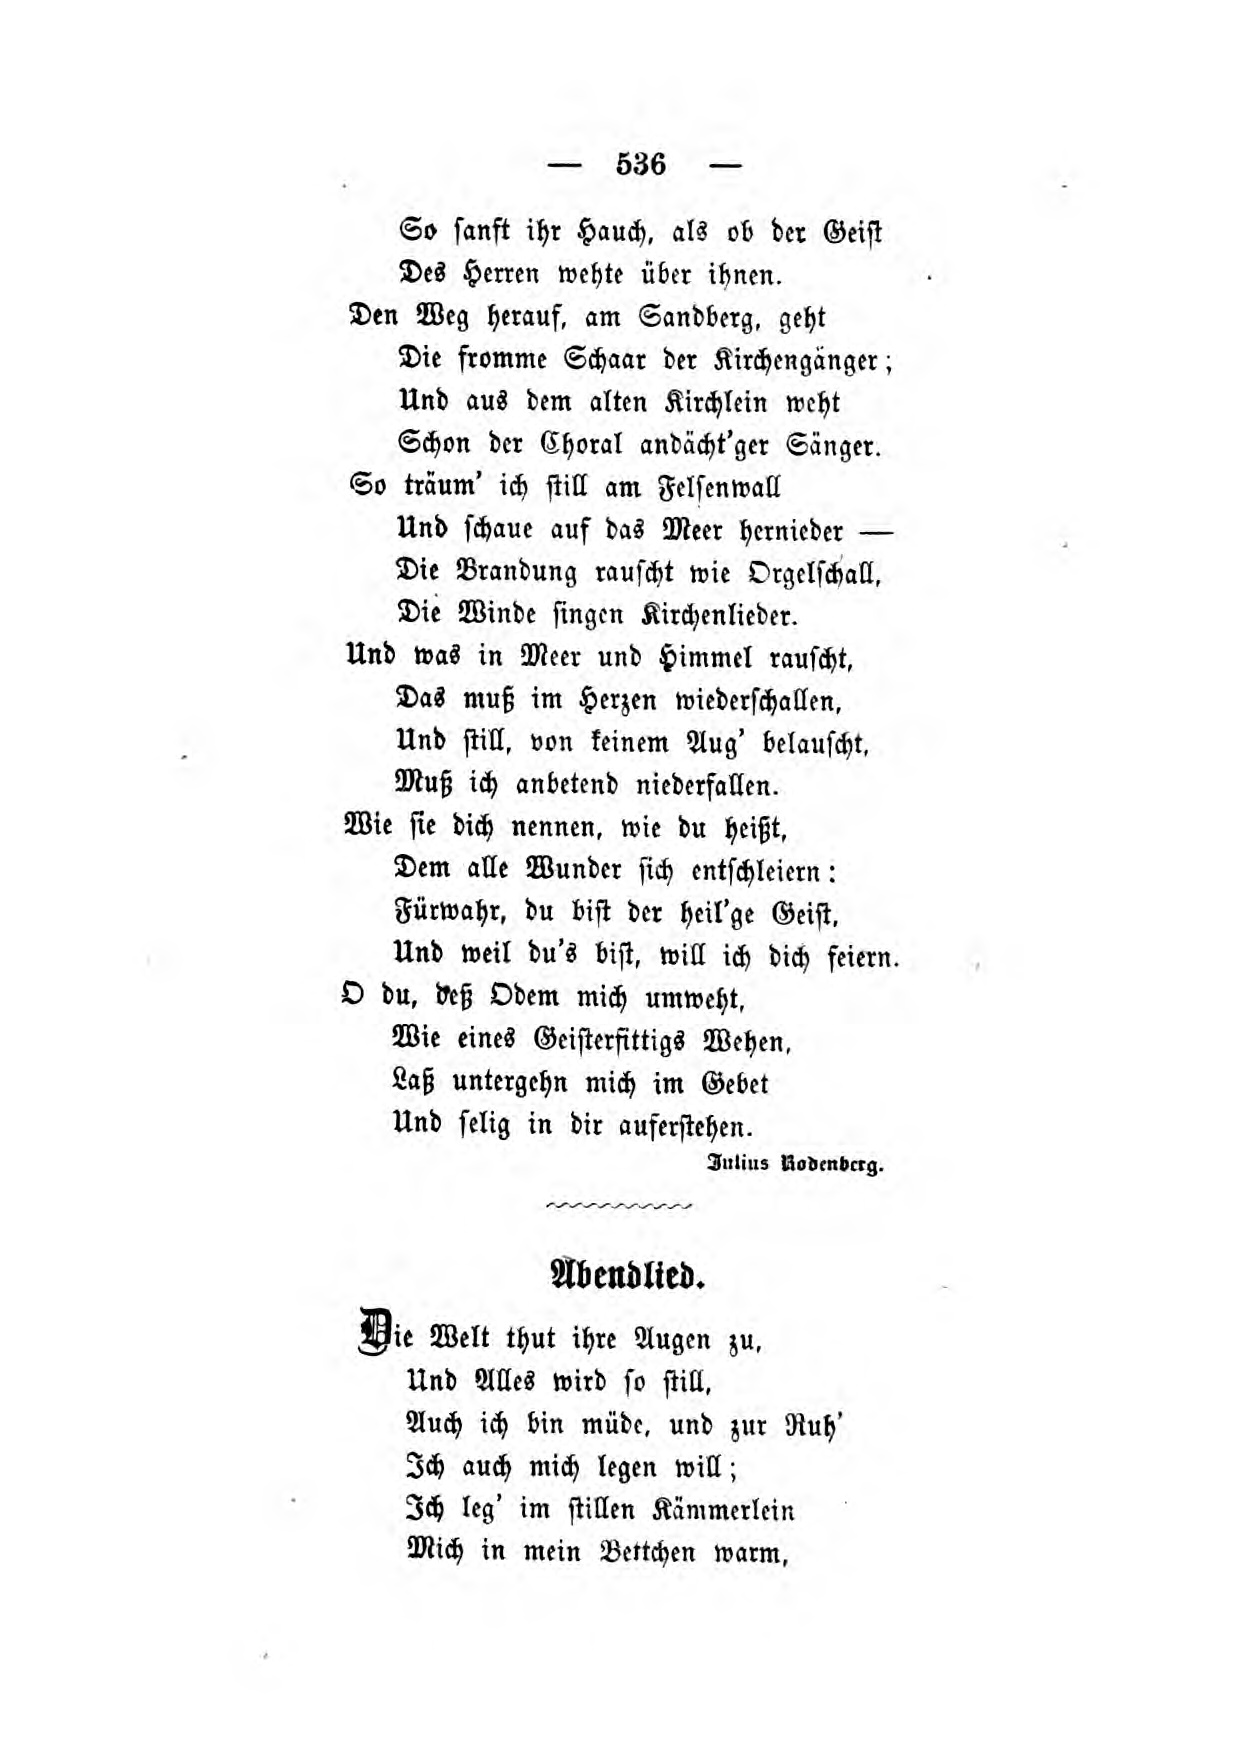 — 536 —
So sanft ihr Hauch, als ob der Geist
Des Herren wehte über ihnen.
Den Weg herauf, am Sandberg, geht
Die fromme Schaar der Kirchengänger;
Und aus dem alten Kirchlein weht
Schon der Choral andächt'ger Sänger.
So träum' ich still am Felsenwall
Und schaue auf das Meer hernieder —
Die Brandung rauscht wie Orgelschall,
Die Winde singen Kirchenlieder.
Und was in Meer und Himmel rauscht,
Das muß im Herzen wiederschallen,
Und still, von keinem Aug' belauscht,
Muß ich anbetend niederfallen.
Wie sie dich nennen, wie du heißt,
Dem alle Wunder sich entschleiern:
Fürwahr, du bist der heil'ge Geist,
Und weil du's bist, will ich dich feiern.
O du, deß Odem mich umweht,
Wie eines Geisterfittigs Wehen,
Laß untergehn mich im Gebet
Und selig in dir auferstehen.
Julius Rodenberg.
Abendlied.
Die Welt thut ihre Augen zu,
Und Alles wird so still,
Auch ich bin müde, und zur Ruh'
Ich auch mich legen will;
Ich leg' im stillen Kämmerlein
Mich in mein Bettchen warm,